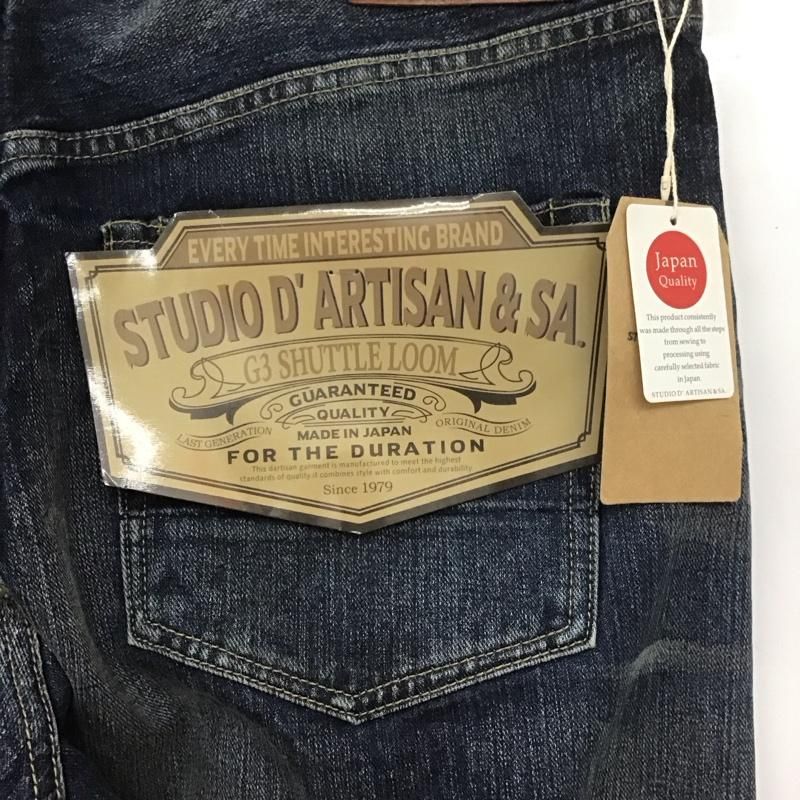 EVERY TIME INTERESTING BRAND
STUDIO D' ARTISAN & SA.
G3 SHUTTLE LOOM
GUARANTEED
QUALITY
LAST GENERATION
ORIGINAL DENIM
MADE IN JAPAN
FOR THE DURATION
This dartisan garment is manufactured to meet the highest
standards of quality.it combines style with comfort and durability.
Since 1979
Japan
Quality
This product consistently
was made through all the steps
from sewing to
processing using
carefully selected fabric
in Japan.
STUDIO D' ARTISAN & SA.